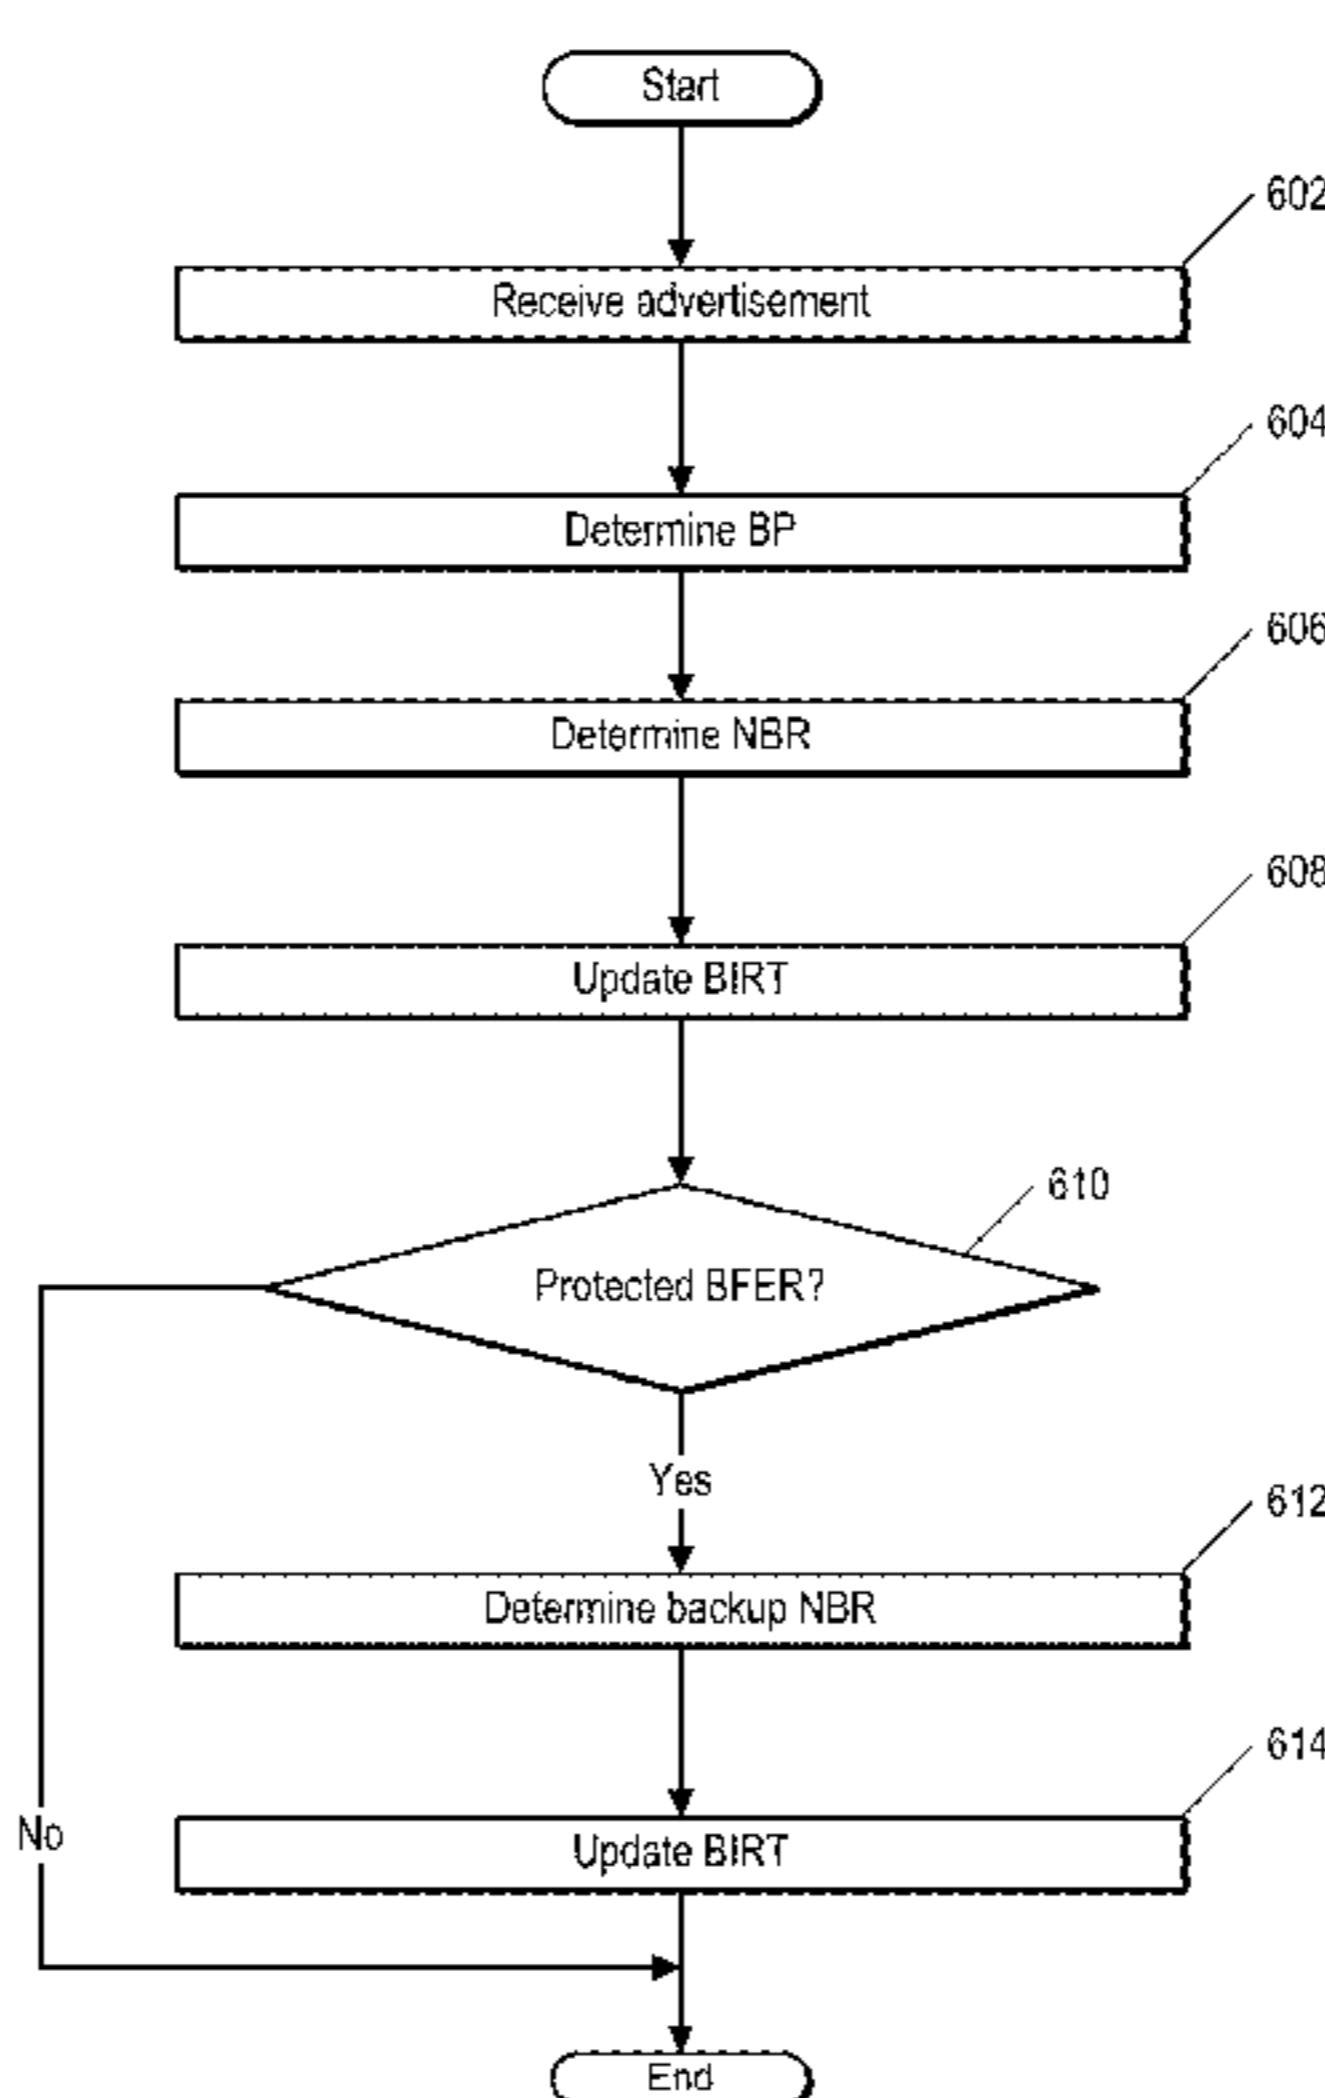 Start
602
Receive advertisement
604
Determine BP
606
Determine NBR
608
Update BIRT
610
Protected BFER?
Yes
612
Determine backup NBR
614
No
Update BIRT
End